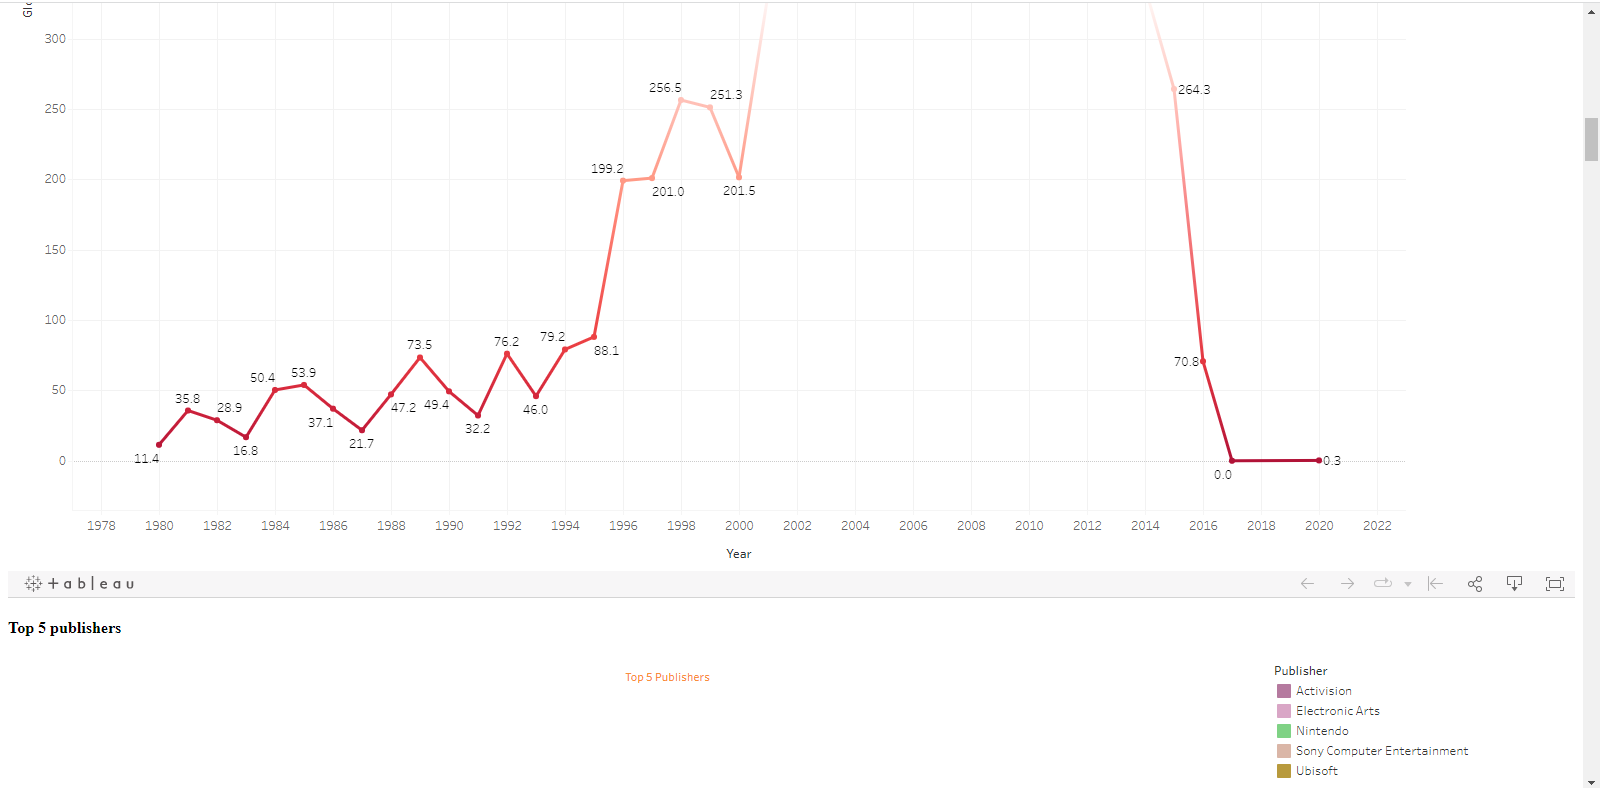 Glo
300
250
200
150
100
50
0
11.4
35.8
28.9
16.8
50.4
53.9
37.1
21.7
47.2
73.5
49.4
32.2
76.2
46.0
79.2
88.1
199.2
201.0
256.5
251.3
201.5
264.3
70.8
0.0
0.3
1978 1980 1982 1984 1986 1988 1990 1992 1994 1996 1998 2000 2002 2004 2006 2008 2010 2012 2014 2016 2018 2020 2022
Year
+ableau
Top 5 publishers
Top 5 Publishers
Publisher
Activision
Electronic Arts
Nintendo
Sony Computer Entertainment
Ubisoft